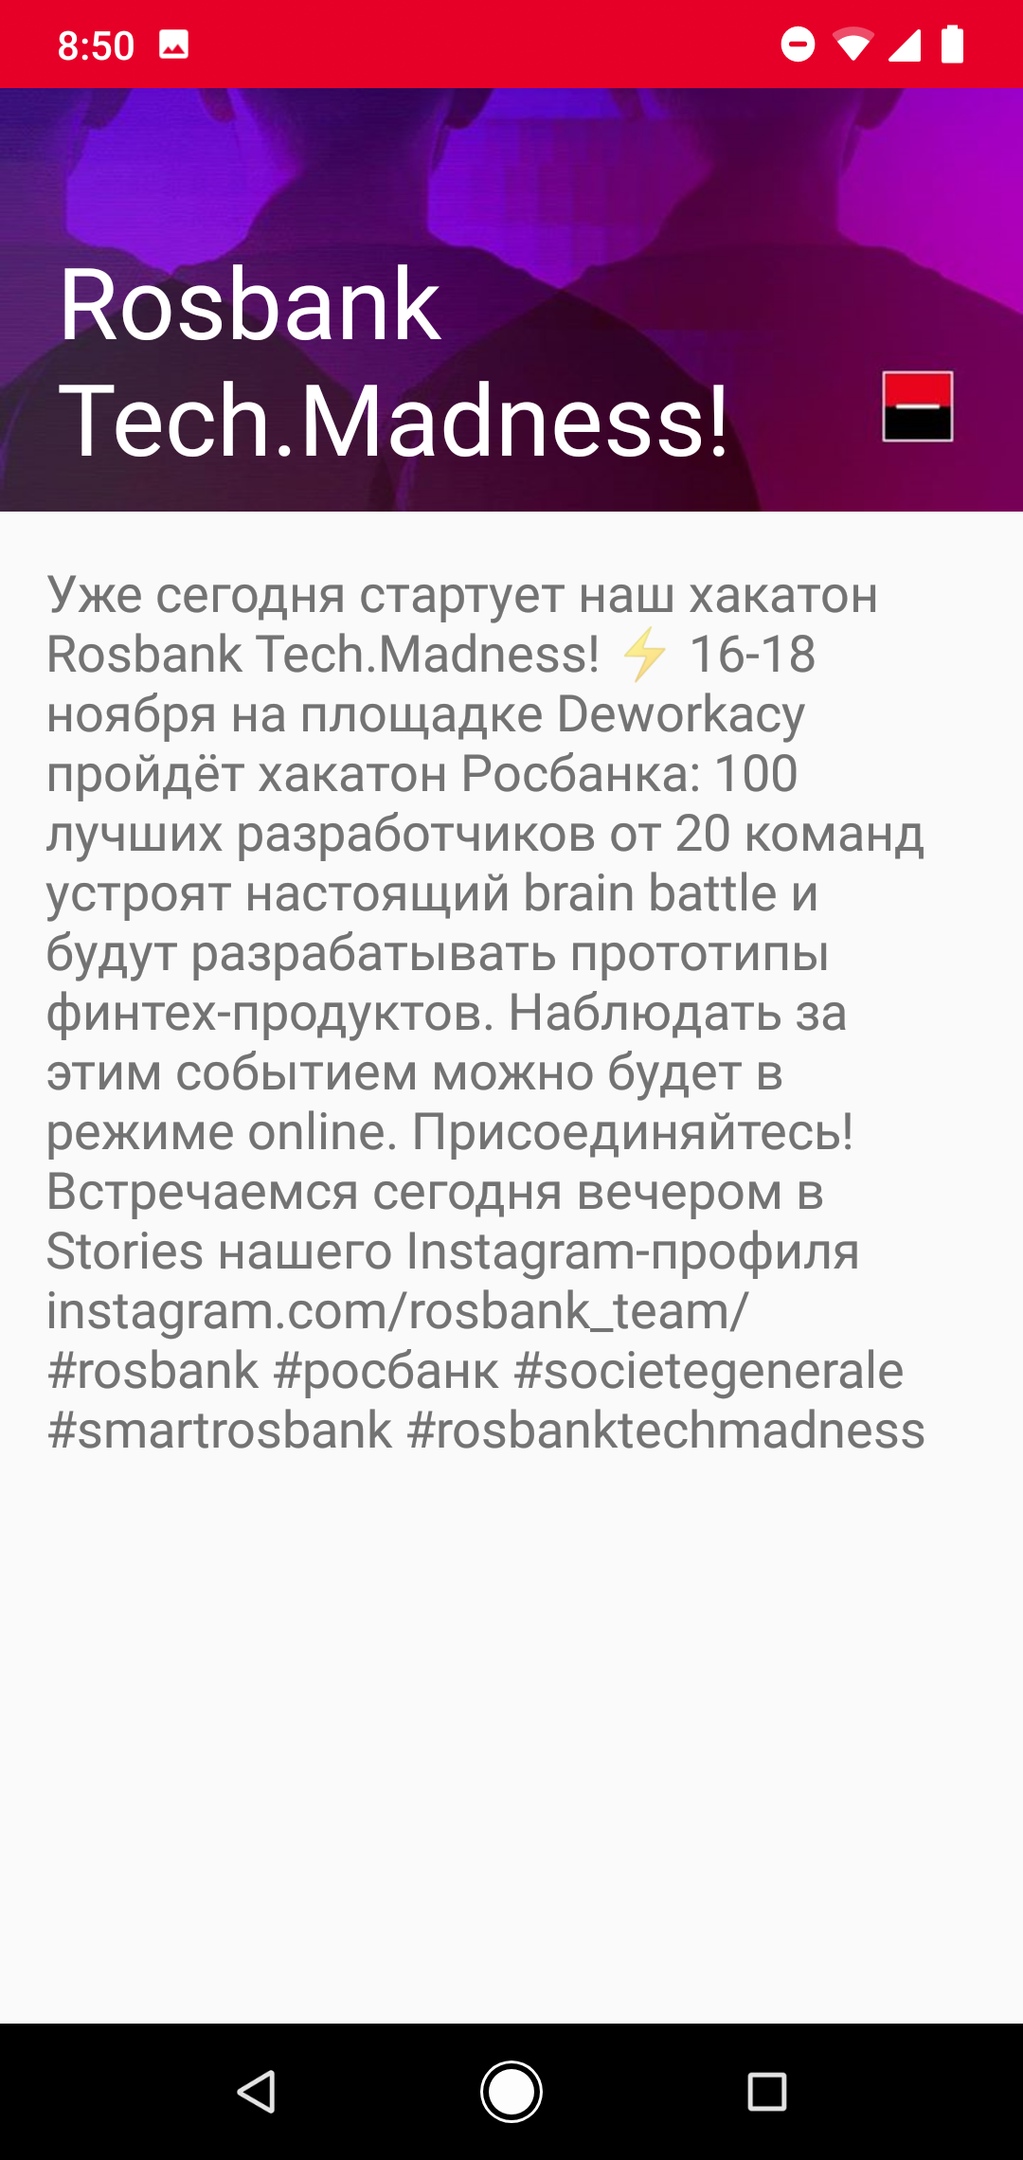 8:50
Rosbank
Tech.Madness!
Уже сегодня стартует наш хакатон
Rosbank Tech.Madness! ⚡ 16-18
ноября на площадке Deworkacy
пройдёт хакатон Росбанка: 100
лучших разработчиков от 20 команд
устроят настоящий brain battle и
будут разрабатывать прототипы
финтех-продуктов. Наблюдать за
этим событием можно будет в
режиме online. Присоединяйтесь!
Встречаемся сегодня вечером в
Stories нашего Instagram-профиля
instagram.com/rosbank_team/
#rosbank #росбанк #societegenerale
#smartrosbank #rosbanktechmadness